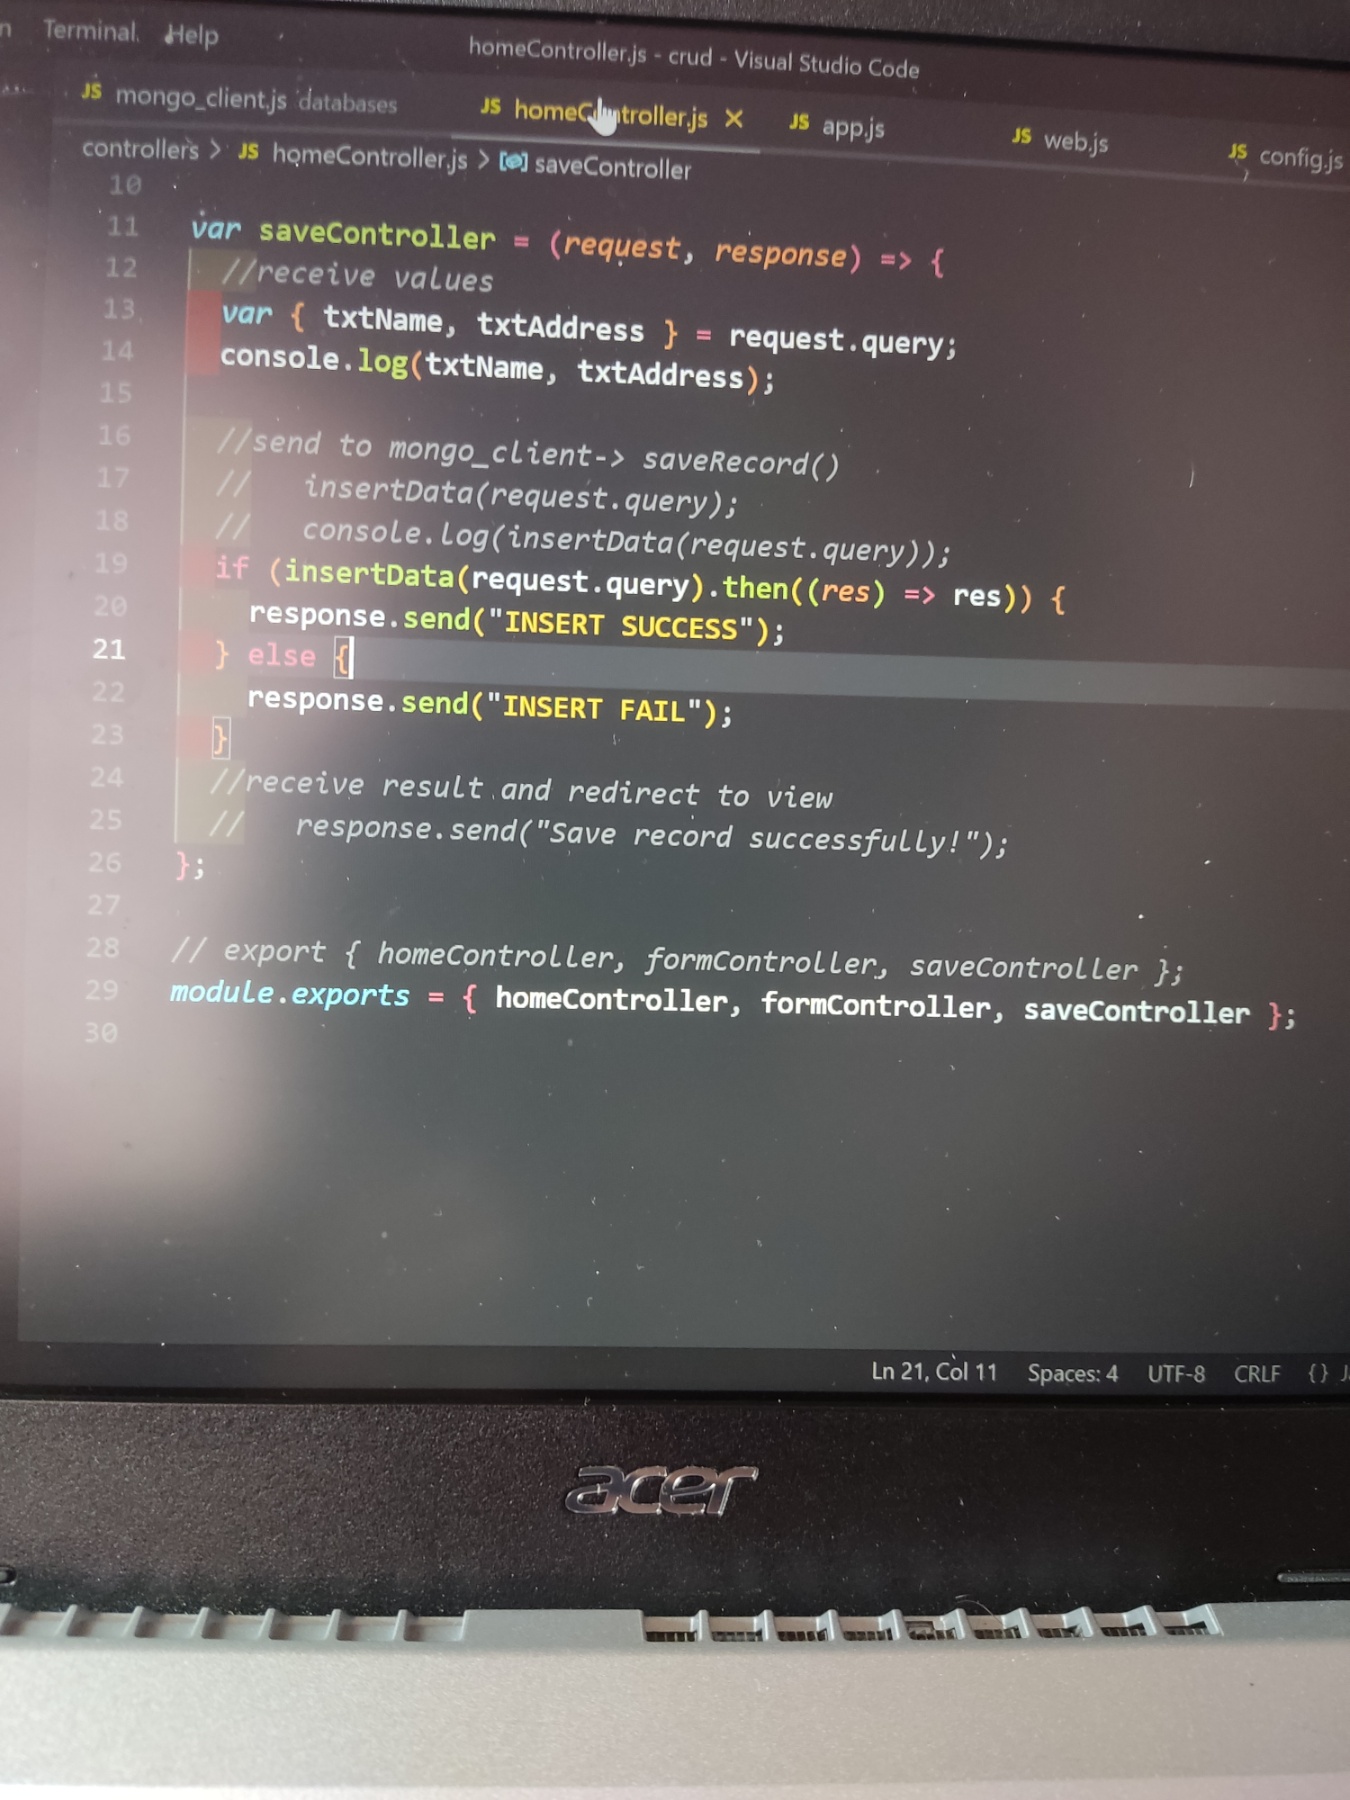 Terminal Help
homeController.js - crud - Visual Studio Code
JS mongo_client.js databases JS homeController.js × JS app.js JS web.js JS config.js
controllers > JS homeController.js > saveController
10
11 var saveController = (request, response) => {
12 //receive values
13 var { txtName, txtAddress } = request.query;
14 console.log(txtName, txtAddress);
15
16 //send to mongo_client-> saveRecord()
17 //   insertData(request.query);
18 //   console.log(insertData(request.query));
19 if (insertData(request.query).then((res) => res)) {
20 response.send("INSERT SUCCESS");
21 } else {
22 response.send("INSERT FAIL");
23 }
24 //receive result and redirect to view
25 //   response.send("Save record successfully!");
26 };
27
28 // export { homeController, formController, saveController };
29 module.exports = { homeController, formController, saveController };
30
Ln 21, Col 11 Spaces: 4 UTF-8 CRLF {}
acer